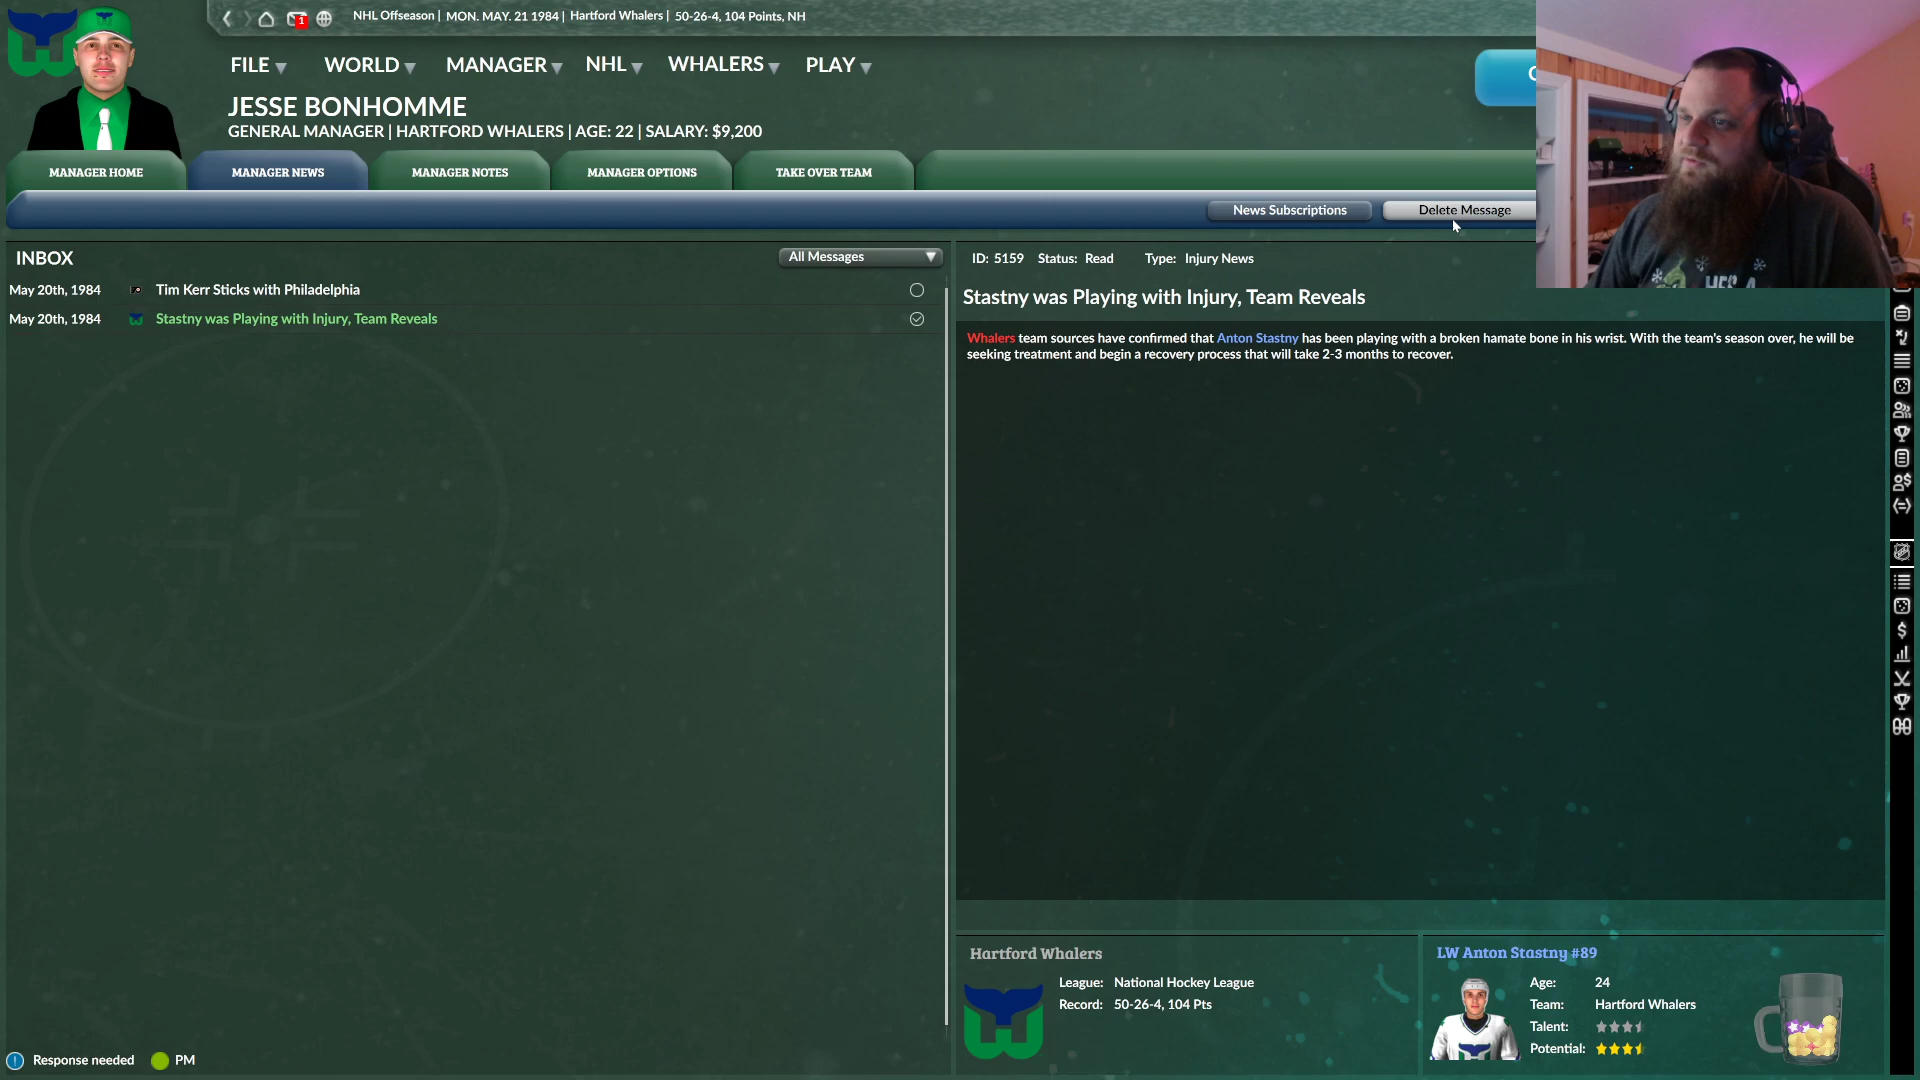 NHL Offseason | MON. MAY. 21 1984 | Hartford Whalers | 50-26-4, 104 Points, NH
1
FILE WORLD MANAGER NHL WHALERS PLAY
JESSE BONHOMME
GENERAL MANAGER | HARTFORD WHALERS | AGE: 22 | SALARY: $9,200
MANAGER HOME MANAGER NEWS MANAGER NOTES MANAGER OPTIONS TAKE OVER TEAM
News Subscriptions Delete Message
INBOX All Messages
May 20th, 1984 Tim Kerr Sticks with Philadelphia
May 20th, 1984 Stastny was Playing with Injury, Team Reveals
ID: 5159 Status: Read Type: Injury News
Stastny was Playing with Injury, Team Reveals
Whalers team sources have confirmed that Anton Stastny has been playing with a broken hamate bone in his wrist. With the team's season over, he will be
seeking treatment and begin a recovery process that will take 2-3 months to recover.
Hartford Whalers
League: National Hockey League
Record: 50-26-4, 104 Pts
LW Anton Stastny #89
Age: 24
Team: Hartford Whalers
Talent:
Potential:
Response needed PM